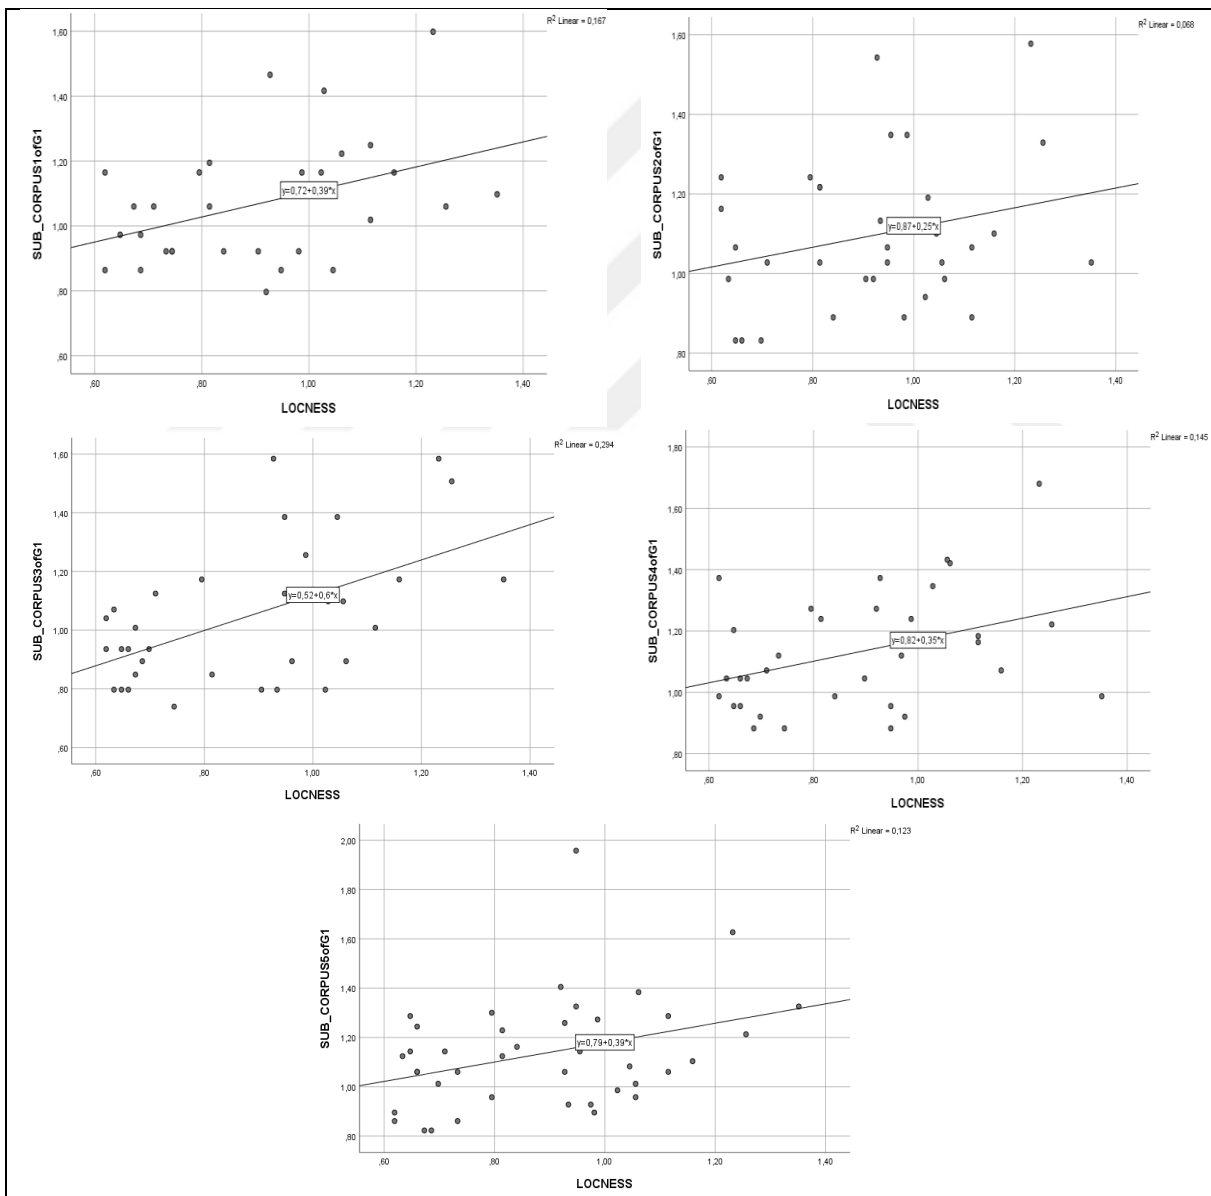 R² Linear = 0,167
1,60
1,40
1,20
1,00
,80
,60
SUB_CORPUS1ofG1
y=0,72+0,39*x
,60 ,80 1,00 1,20 1,40
LOCNESS
R² Linear = 0,068
1,60
1,40
1,20
1,00
,80
SUB_CORPUS2ofG1
y=0,87+0,25*x
,60 ,80 1,00 1,20 1,40
LOCNESS
R² Linear = 0,294
1,60
1,40
1,20
1,00
,80
,60
SUB_CORPUS3ofG1
y=0,52+0,6*x
,60 ,80 1,00 1,20 1,40
LOCNESS
R² Linear = 0,145
1,80
1,60
1,40
1,20
1,00
,80
SUB_CORPUS4ofG1
y=0,82+0,35*x
,60 ,80 1,00 1,20 1,40
LOCNESS
R² Linear = 0,123
2,00
1,80
1,60
1,40
1,20
1,00
,80
SUB_CORPUS5ofG1
y=0,79+0,39*x
,60 ,80 1,00 1,20 1,40
LOCNESS